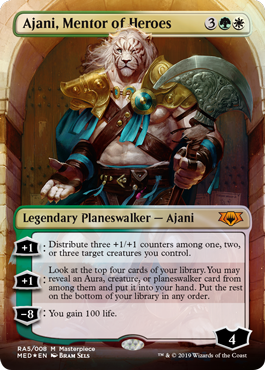 Ajani, Mentor of Heroes 3
Legendary Planeswalker — Ajani
+1 : Distribute three +1/+1 counters among one, two,
or three target creatures you control.
+1 : Look at the top four cards of your library. You may
reveal an Aura, creature, or planeswalker card from
among them and put it into your hand. Put the rest
on the bottom of your library in any order.
-8 : You gain 100 life.
4
RA5/008 M Masterpiece
MED★EN Bram Sels
™ & © 2019 Wizards of the Coast